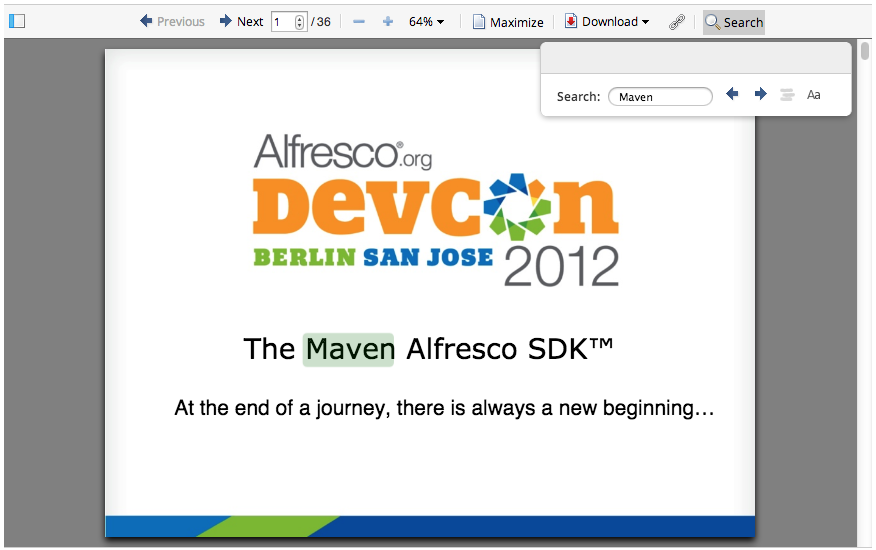 Previous Next 1 / 36 64% Maximize Download Search
Search: Maven Aa
Alfresco®.org
DevCon
BERLIN SAN JOSE 2012
The Maven Alfresco SDK™
At the end of a journey, there is always a new beginning...